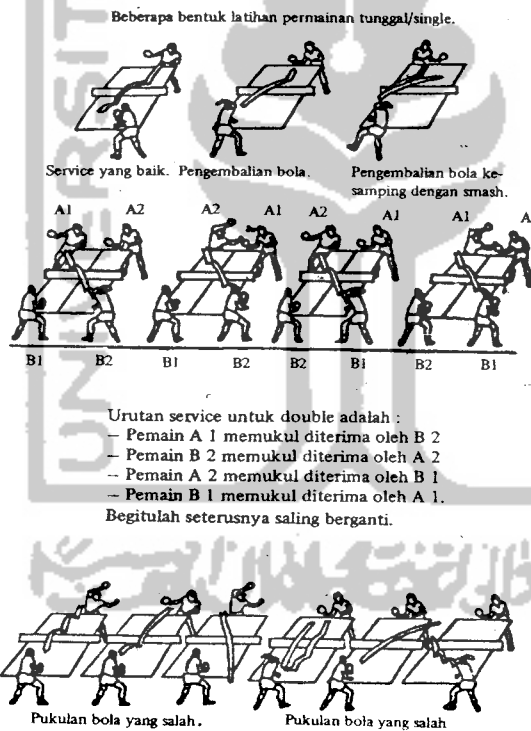 Beberapa bentuk latihan permainan tunggal/single.
Service yang baik. Pengembalian bola. Pengembalian bola ke-
samping dengan smash.
A1 A2 A2 A1 A2 A1 A1 A
B1 B2 B1 B2 B2 B1 B2 B1
Urutan service untuk double adalah :
— Pemain A 1 memukul diterima oleh B 2
— Pemain B 2 memukul diterima oleh A 2
— Pemain A 2 memukul diterima oleh B 1
— Pemain B 1 memukul diterima oleh A 1.
Begitulah seterusnya saling berganti.
Pukulan bola yang salah. Pukulan bola yang salah
UNIVERSIT